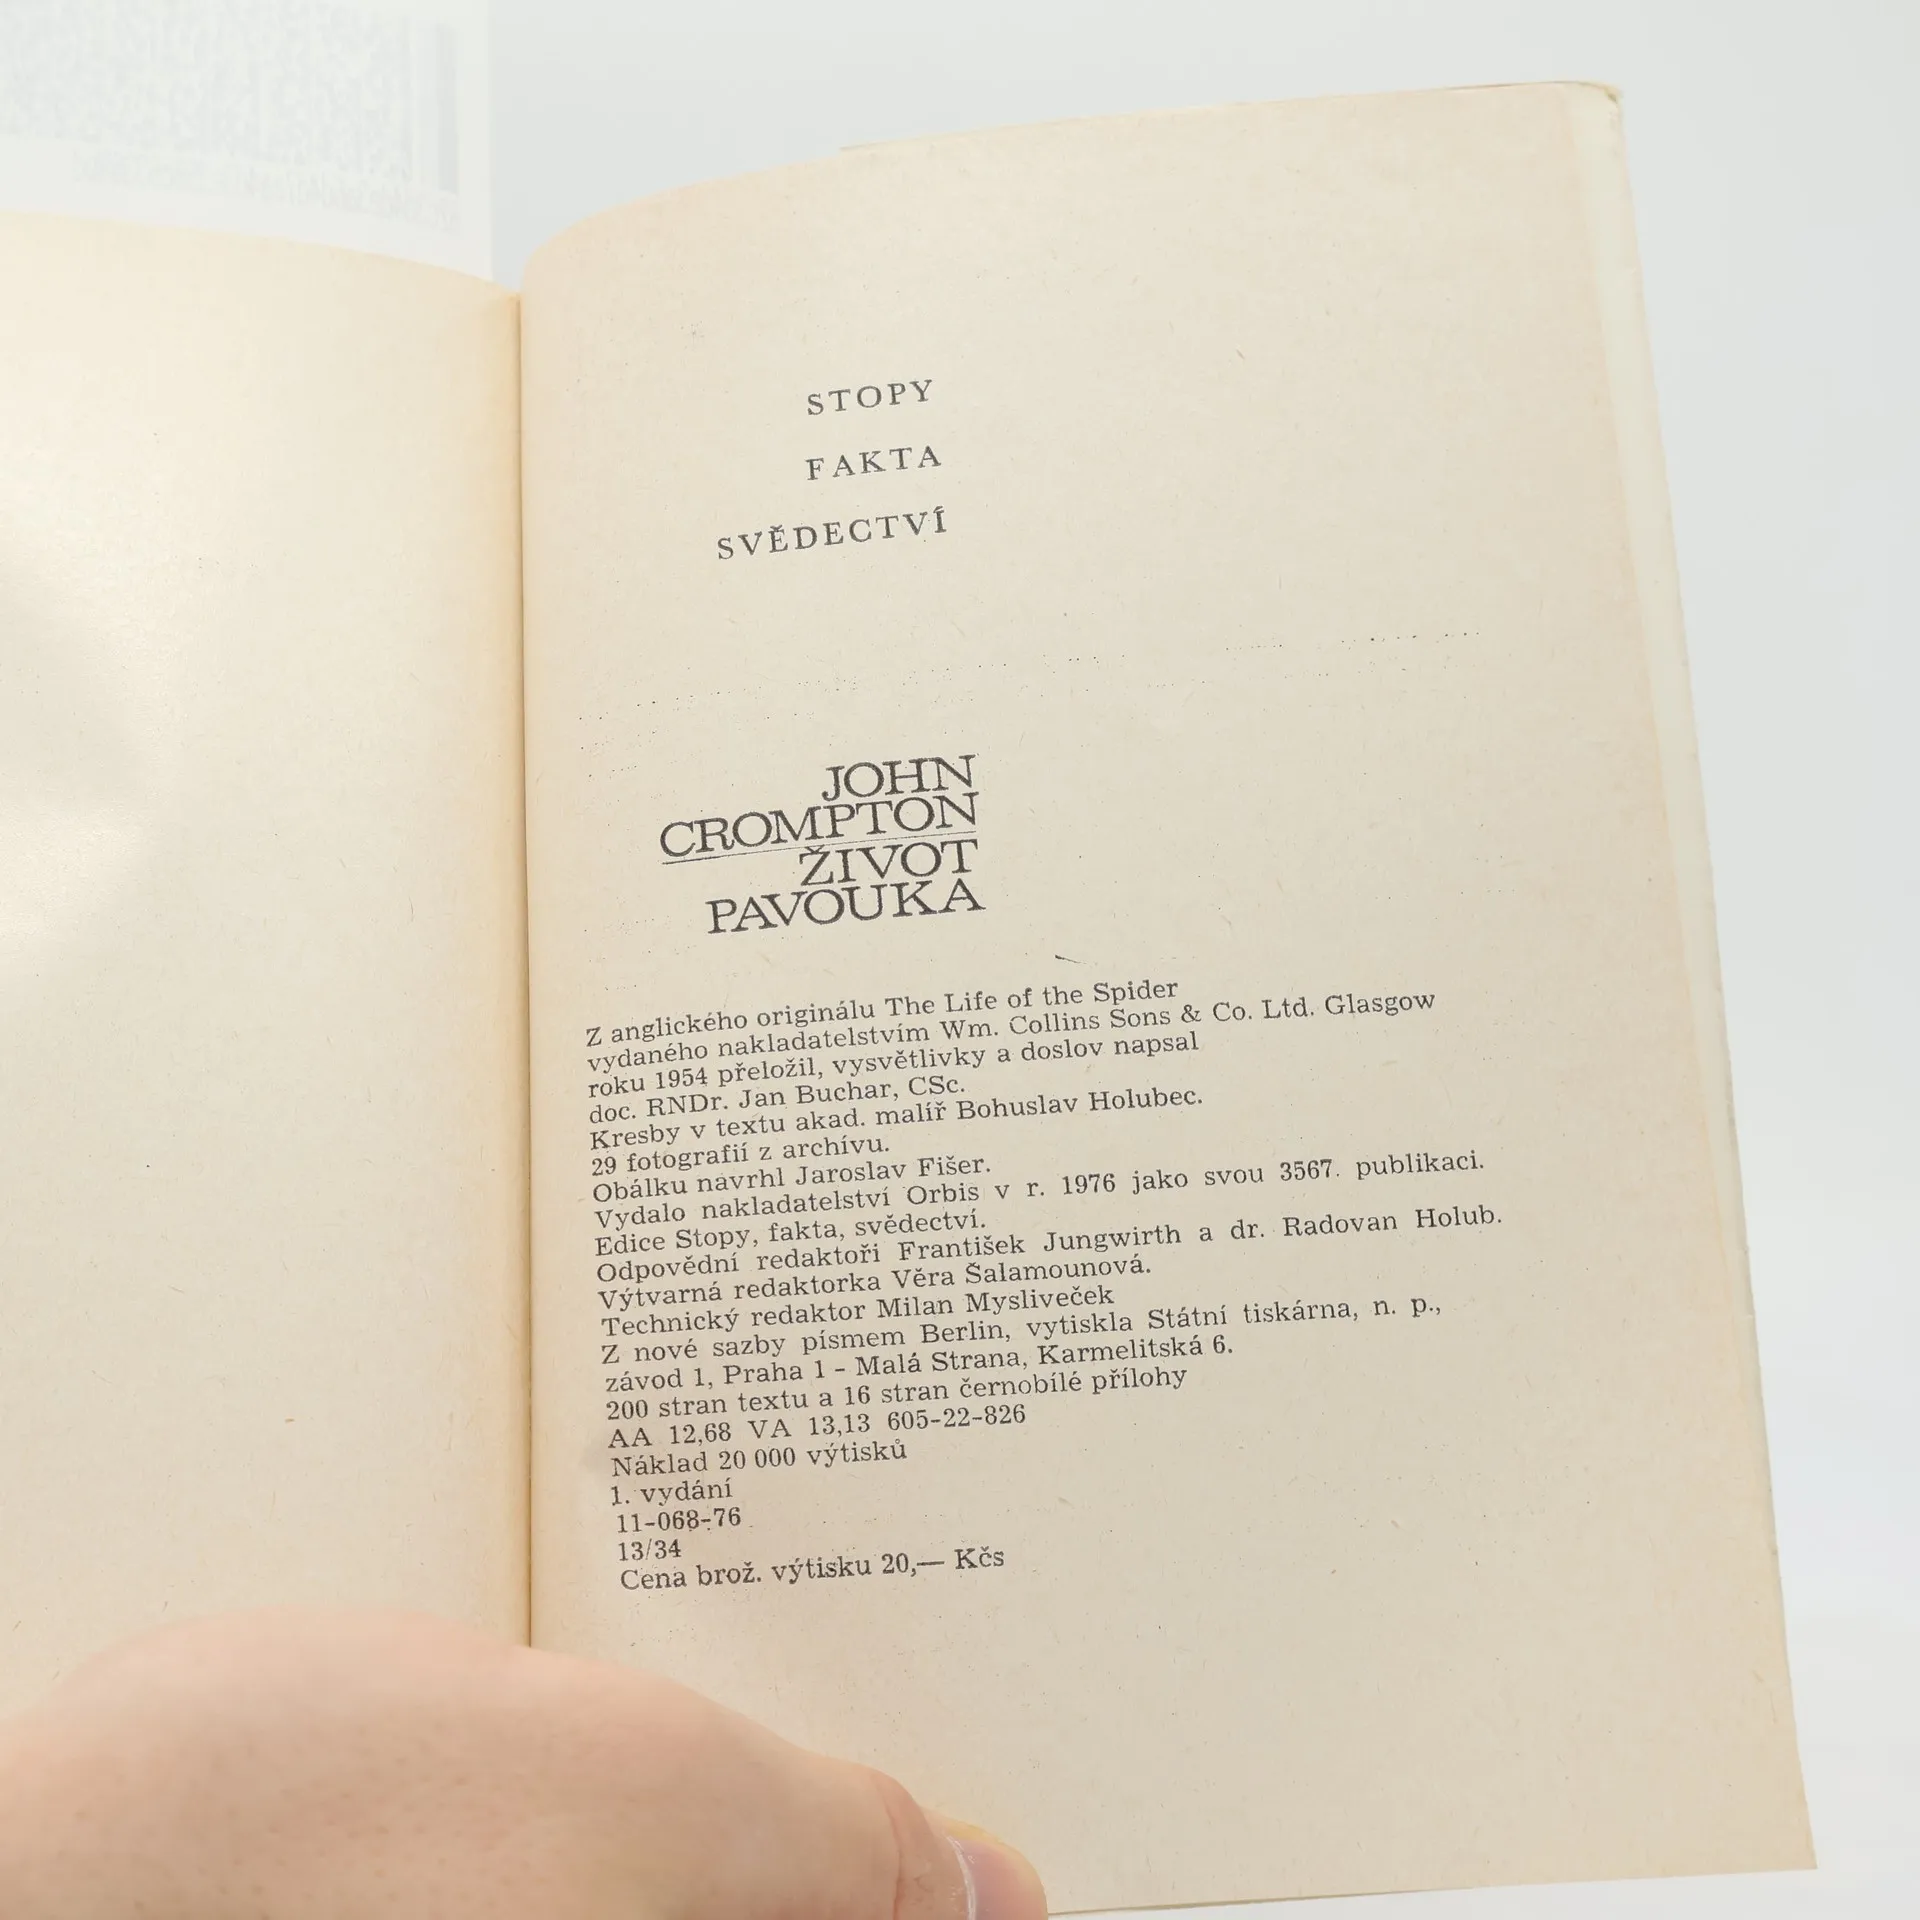 STOPY
FAKTA
SVĚDECTVÍ
JOHN
CROMPTON
ŽIVOT
PAVOUKA
Z anglického originálu The Life of the Spider
vydaného nakladatelstvím Wm. Collins Sons & Co. Ltd. Glasgow
roku 1954 přeložil, vysvětlivky a doslov napsal
doc. RNDr. Jan Buchar, CSc.
Kresby v textu akad. malíř Bohuslav Holubec.
29 fotografií z archívu.
Obálku navrhl Jaroslav Fišer.
Vydalo nakladatelství Orbis v r. 1976 jako svou 3567. publikaci.
Edice Stopy, fakta, svědectví.
Odpovědní redaktoři František Jungwirth a dr. Radovan Holub.
Výtvarná redaktorka Věra Šalamounová.
Technický redaktor Milan Mysliveček
Z nové sazby písmem Berlin, vytiskla Státní tiskárna, n. p.,
závod 1, Praha 1 - Malá Strana, Karmelitská 6.
200 stran textu a 16 stran černobílé přílohy
AA 12,68 VA 13,13 605-22-826
Náklad 20 000 výtisků
1. vydání
11-068-76
13/34
Cena brož. výtisku 20,— Kčs